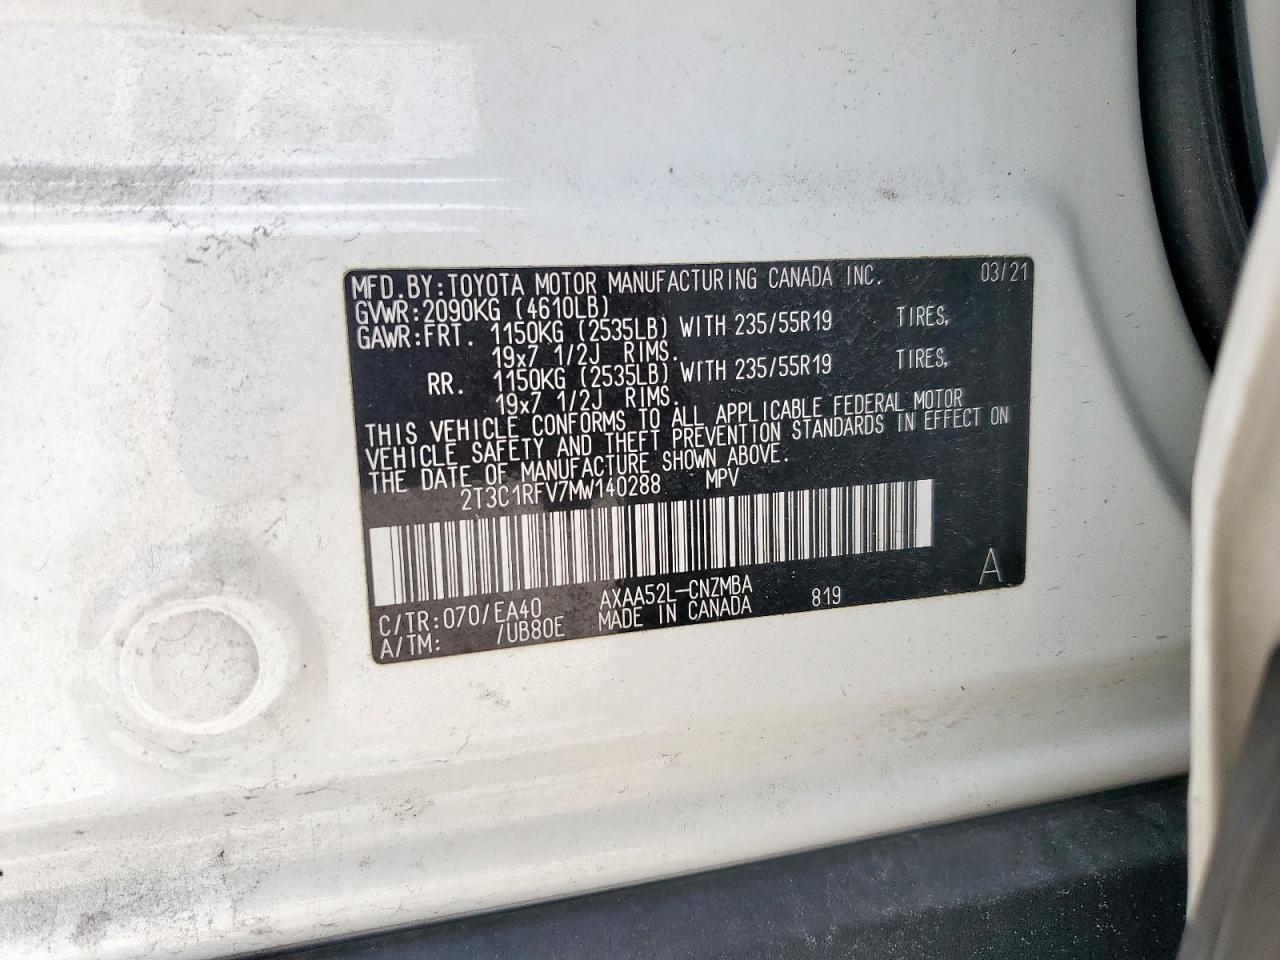 MFD.BY:TOYOTA MOTOR MANUFACTURING CANADA INC. 03/21
GVWR:2090KG (4610LB)
GAWR:FRT. 1150KG (2535LB) WITH 235/55R19 TIRES,
19x7 1/2J RIMS.
RR. 1150KG (2535LB) WITH 235/55R19 TIRES,
19x7 1/2J RIMS.
THIS VEHICLE CONFORMS TO ALL APPLICABLE FEDERAL MOTOR
VEHICLE SAFETY AND THEFT PREVENTION STANDARDS IN EFFECT ON
THE DATE OF MANUFACTURE SHOWN ABOVE.
2T3C1RFV7MW140288 MPV
A
C/TR:070/EA40 AXAA52L-CNZMBA 819
A/TM: /UB80E MADE IN CANADA